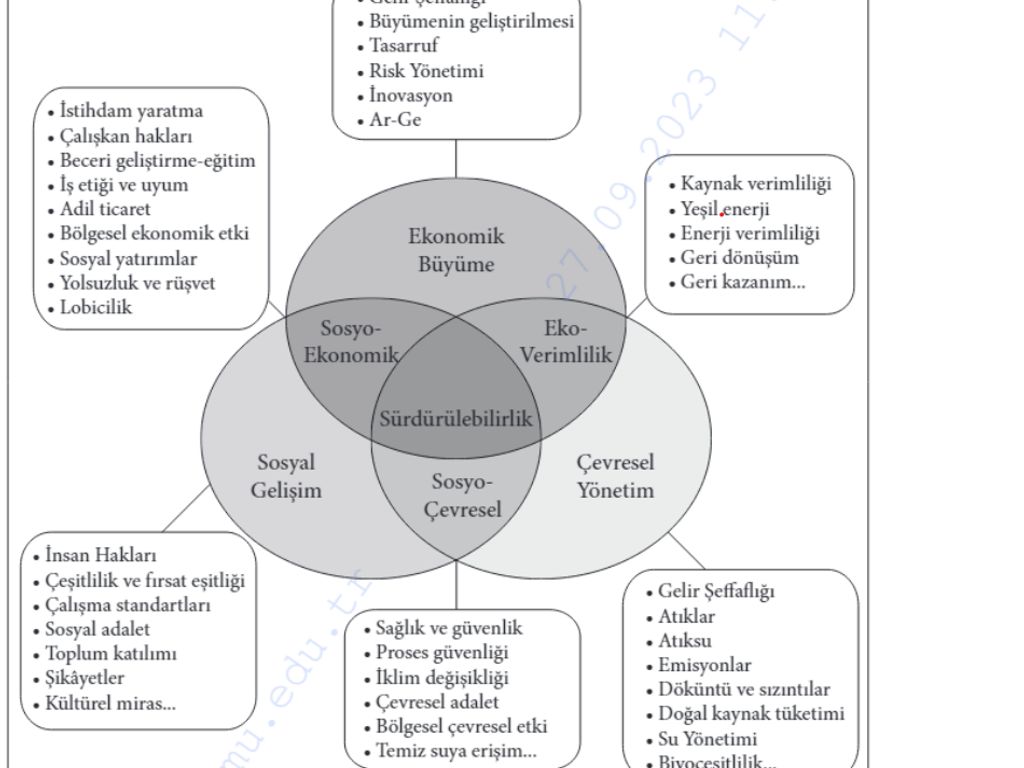 • Gelir Şeffaflığı
• Büyümenin geliştirilmesi
• Tasarruf
• Risk Yönetimi
• İnovasyon
• Ar-Ge
• İstihdam yaratma
• Çalışkan hakları
• Beceri geliştirme-eğitim
• İş etiği ve uyum
• Adil ticaret
• Bölgesel ekonomik etki
• Sosyal yatırımlar
• Yolsuzluk ve rüşvet
• Lobicilik
• Kaynak verimliliği
• Yeşil enerji
• Enerji verimliliği
• Geri dönüşüm
• Geri kazanım...
Ekonomik
Büyüme
Sosyo-
Ekonomik
Eko-
Verimlilik
Sürdürülebilirlik
Sosyal
Gelişim
Sosyo-
Çevresel
Çevresel
Yönetim
• İnsan Hakları
• Çeşitlilik ve fırsat eşitliği
• Çalışma standartları
• Sosyal adalet
• Toplum katılımı
• Şikâyetler
• Kültürel miras...
• Sağlık ve güvenlik
• Proses güvenliği
• İklim değişikliği
• Çevresel adalet
• Bölgesel çevresel etki
• Temiz suya erişim...
• Gelir Şeffaflığı
• Atıklar
• Atıksu
• Emisyonlar
• Döküntü ve sızıntılar
• Doğal kaynak tüketimi
• Su Yönetimi
• Biyoçeşitlilik...
mu.edu.tr
27.09.2023 11: